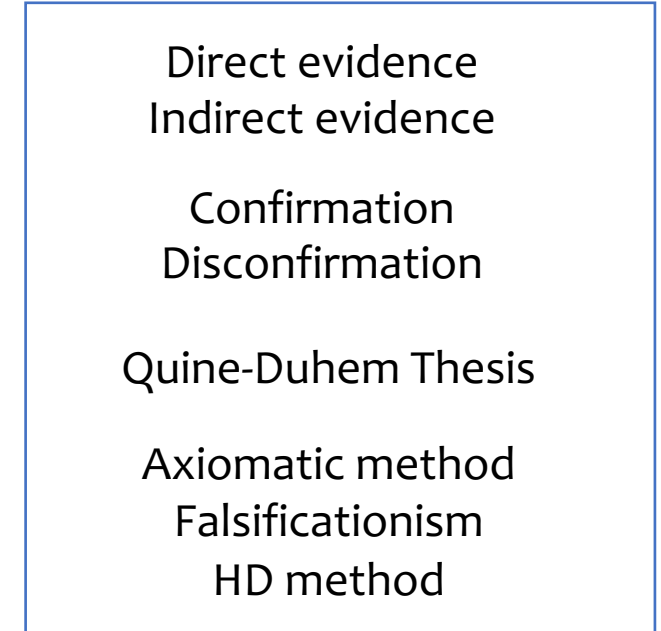 Direct evidence
Indirect evidence
Confirmation
Disconfirmation
Quine-Duhem Thesis
Axiomatic method
Falsificationism
HD method